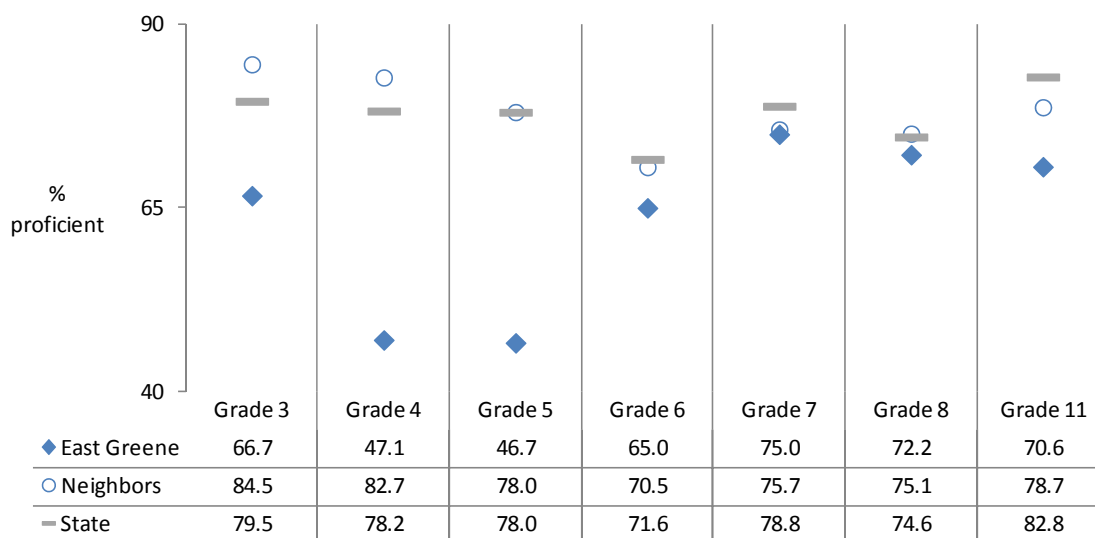 90
%
proficient
65
40
Grade 3 Grade 4 Grade 5 Grade 6 Grade 7 Grade 8 Grade 11
East Greene 66.7 47.1 46.7 65.0 75.0 72.2 70.6
Neighbors 84.5 82.7 78.0 70.5 75.7 75.1 78.7
State 79.5 78.2 78.0 71.6 78.8 74.6 82.8